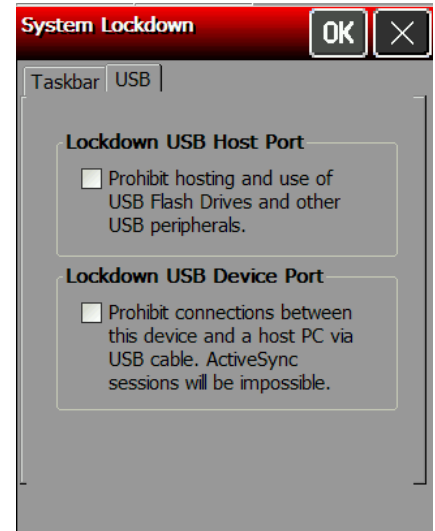 System Lockdown OK
Taskbar USB
Lockdown USB Host Port
Prohibit hosting and use of
USB Flash Drives and other
USB peripherals.
Lockdown USB Device Port
Prohibit connections between
this device and a host PC via
USB cable. ActiveSync
sessions will be impossible.